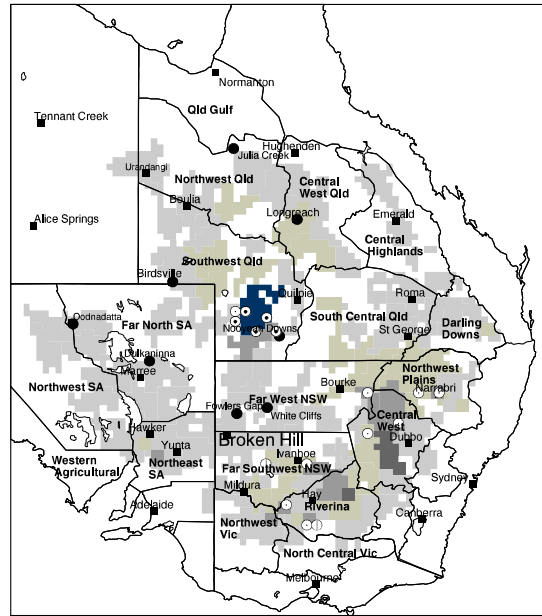 Normanton
Qld Gulf
Tennant Creek
Julia Creek
Hughenden
Urandangi
Northwest Qld
Central
West Qld
Boulia
Longreach
Emerald
Alice Springs
Central
Highlands
Southwest Qld
Birdsville
Quilpie
Roma
South Central Qld
Oodnadatta
Far North SA
Nooyeah Downs
St George
Darling
Downs
Dulkaninna
Marree
Northwest SA
Northwest
Plains
Bourke
Narrabri
Fowlers Gap
Far West NSW
White Cliffs
Central
West
Hawker
Broken Hill
Dubbo
Yunta
Ianhoe
Western
Agricultural
Northeast
SA
Far Southwest NSW
Sydney
Mildura
Hay
Riverina
Adelaide
Canberra
Northwest
Vic
North Central Vic
Melbourne